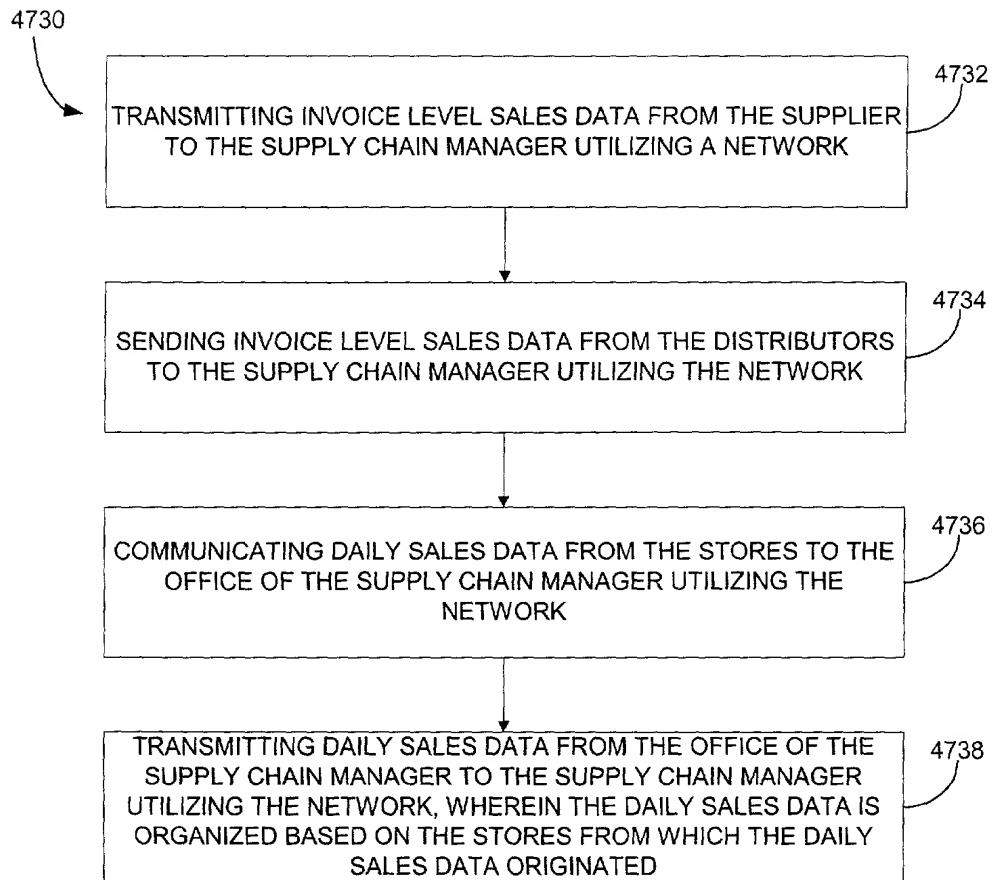 4730
4732
TRANSMITTING INVOICE LEVEL SALES DATA FROM THE SUPPLIER
TO THE SUPPLY CHAIN MANAGER UTILIZING A NETWORK
4734
SENDING INVOICE LEVEL SALES DATA FROM THE DISTRIBUTORS
TO THE SUPPLY CHAIN MANAGER UTILIZING THE NETWORK
4736
COMMUNICATING DAILY SALES DATA FROM THE STORES TO THE
OFFICE OF THE SUPPLY CHAIN MANAGER UTILIZING THE
NETWORK
4738
TRANSMITTING DAILY SALES DATA FROM THE OFFICE OF THE
SUPPLY CHAIN MANAGER TO THE SUPPLY CHAIN MANAGER
UTILIZING THE NETWORK, WHEREIN THE DAILY SALES DATA IS
ORGANIZED BASED ON THE STORES FROM WHICH THE DAILY
SALES DATA ORIGINATED